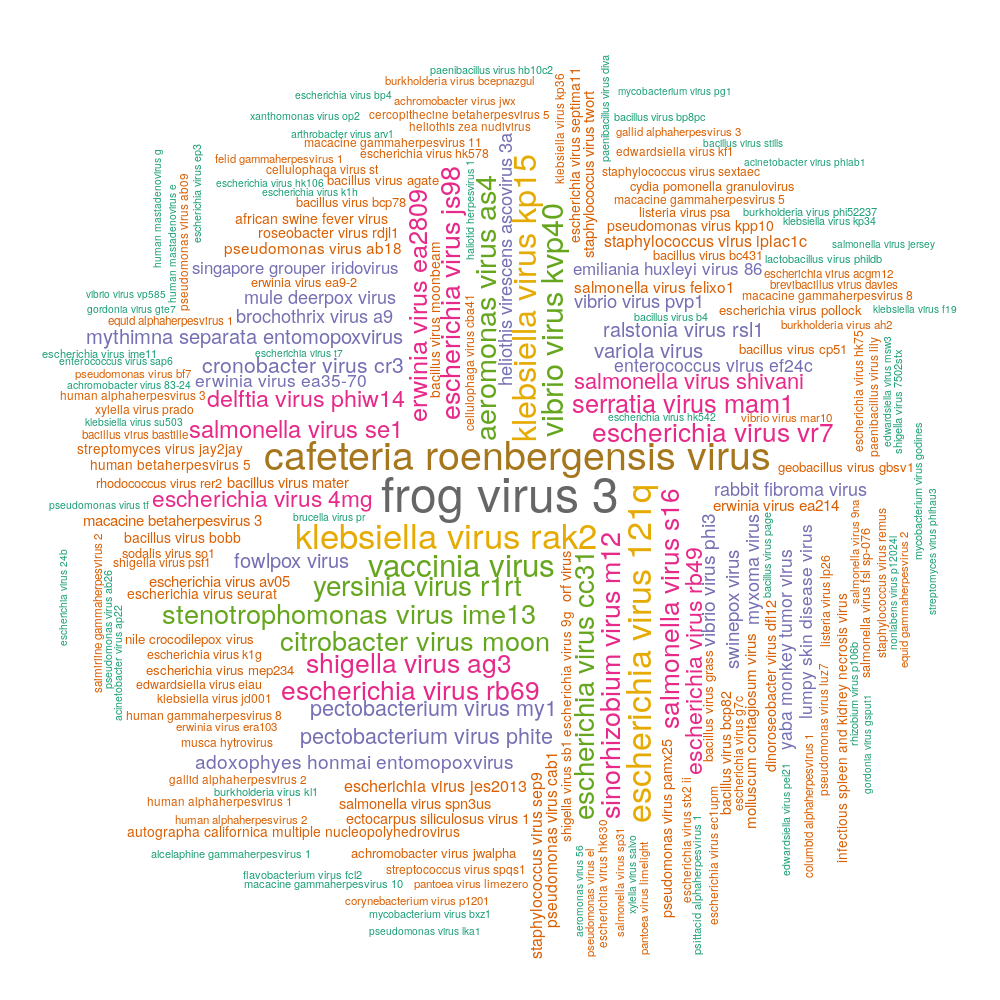 paenibacillus virus hb10c2
burkholderia virus bcepnazgul
escherichia virus bp4
achromobacter virus jwx
xanthomonas virus op2
cercopithecine betaherpesvirus 5
heliothis zea nudivirus
arthrobacter virus arv1
macacine gammaherpesvirus 11
escherichia virus hk578
felid gammaherpesvirus 1
cellulophaga virus st
escherichia virus hk106
bacillus virus agate
escherichia virus k1h
bacillus virus bcp78
african swine fever virus
roseobacter virus rdjl1
pseudomonas virus ab18
singapore grouper iridovirus
erwinia virus ea9-2
mule deerpox virus
brochothrix virus a9
mythimna separata entomopoxvirus
vibrio virus vp585
gordonia virus gte7
equid alphaherpesvirus 1
escherichia virus ime11
enterococcus virus sap6
escherichia virus t7
cronobacter virus cr3
pseudomonas virus bf7
achromobacter virus 83-24
erwinia virus ea35-70
human alphaherpesvirus 3
delftia virus phiw14
xylella virus prado
klebsiella virus su503
bacillus virus bastille
salmonella virus se1
streptomyces virus jay2jay
human betaherpesvirus 5
human mastadenovirus g
human mastadenovirus e
pseudomonas virus ab09
escherichia virus ep3
erwinia virus ea2809
bacillus virus moonbeam
escherichia virus js98
haliotid herpesvirus 1
cellulophaga virus cba41
aeromonas virus as4
heliothis virescens ascovirus 3a
klebsiella virus kp15
vibrio virus kvp40
klebsiella virus kp36
escherichia virus septima11
staphylococcus virus twort
paenibacillus virus diva
mycobacterium virus pg1
bacillus virus bp8pc
gallid alphaherpesvirus 3
bacillus virus stills
edwardsiella virus kf1
acinetobacter virus phiab1
staphylococcus virus sextaec
cydia pomonella granulovirus
macacine gammaherpesvirus 5
listeria virus psa
burkholderia virus phi52237
klebsiella virus kp34
pseudomonas virus kpp10
staphylococcus virus iplac1c
salmonella virus jersey
bacillus virus bc431
lactobacillus virus phildb
emiliania huxleyi virus 86
escherichia virus acgm12
salmonella virus felixo1
brevibacillus virus davies
macacine gammaherpesvirus 8
vibrio virus pvp1
escherichia virus pollock
klebsiella virus f19
bacillus virus b4
ralstonia virus rsl1
burkholderia virus ah2
variola virus
bacillus virus cp51
enterococcus virus ef24c
salmonella virus shivani
serratia virus mam1
escherichia virus hk542
vibrio virus mar10
escherichia virus vr7
escherichia virus hk75
paenibacillus virus lily
edwardsiella virus msw3
shigella virus 7502stx
mycobacterium virus godines
streptomyces virus phihau3
cafeteria roenbergensis virus
geobacillus virus gbsv1
frog virus 3
rhodococcus virus rer2
bacillus virus mater
rabbit fibroma virus
erwinia virus ea214
pseudomonas virus tf
escherichia virus 4mg
macacine betaherpesvirus 3
brucella virus pr
klebsiella virus rak2
bacillus virus bobb
sodalis virus so1
shigella virus psf1
fowlpox virus
vaccinia virus
escherichia virus av05
yersinia virus r1rt
escherichia virus seurat
stenotrophomonas virus ime13
nile crocodilepox virus
citrobacter virus moon
escherichia virus k1g
shigella virus ag3
escherichia virus mep234
edwardsiella virus eiau
escherichia virus rb69
klebsiella virus jd001
pectobacterium virus my1
human gammaherpesvirus 8
erwinia virus era103
pectobacterium virus phite
musca hytrovirus
adoxophyes honmai entomopoxvirus
gallid alphaherpesvirus 2
escherichia virus jes2013
burkholderia virus kl1
human alphaherpesvirus 1
salmonella virus spn3us
human alphaherpesvirus 2
ectocarpus siliculosus virus 1
autographa californica multiple nucleopolyhedrovirus
alcelaphine gammaherpesvirus 1
achromobacter virus jwalpha
flavobacterium virus fcl2
streptococcus virus spqs1
macacine gammaherpesvirus 10
pantoea virus limezero
corynebacterium virus p1201
mycobacterium virus bxz1
pseudomonas virus lka1
escherichia virus 24b
saimiriine gammaherpesvirus 2
pseudomonas virus ab26
acinetobacter virus ap22
staphylococcus virus sep9
pseudomonas virus cab1
shigella virus sb1
escherichia virus 9g
orf virus
escherichia virus cc31
sinorhizobium virus m12
escherichia virus 121q
salmonella virus s16
escherichia virus rb49
vibrio virus phi3
bacillus virus grass
swinepox virus
bacillus virus bcp82
escherichia virus g7c
myxoma virus
molluscum contagiosum virus
bacillus virus page
dinoroseobacter virus dfl12
yaba monkey tumor virus
edwardsiella virus pei21
lumpy skin disease virus
columbid alphaherpesvirus 1
listeria virus lp26
pseudomonas virus luz7
infectious spleen and kidney necrosis virus
salmonella virus 9na
rhizobium virus p106b
salmonella virus fsl sp-076
gordonia virus gsput1
staphylococcus virus remus
nonlabens virus p12024l
equid gammaherpesvirus 2
aeromonas virus 56
pseudomonas virus el
escherichia virus hk630
salmonella virus sp31
xylella virus salvo
pantoea virus limelight
pseudomonas virus pamx25
escherichia virus stx2 ii
psittacid alphaherpesvirus 1
escherichia virus ec1upm